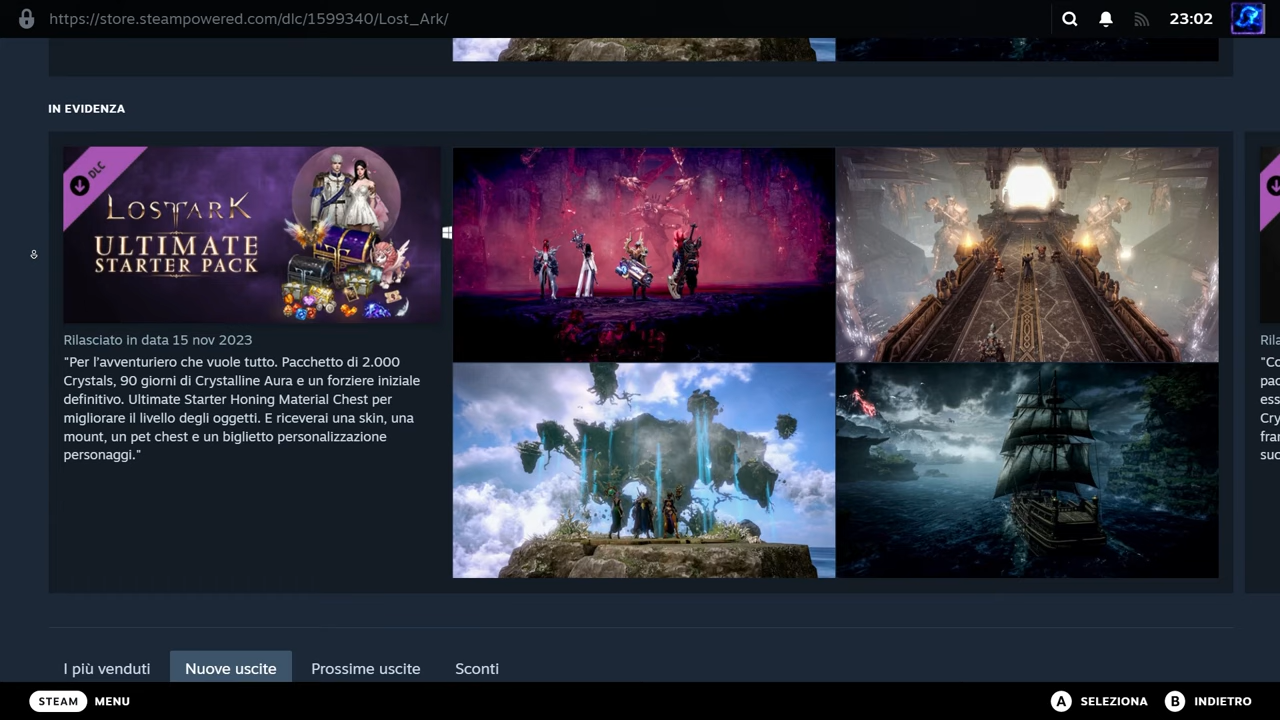 https://store.steampowered.com/dlc/1599340/Lost_Ark/
23:02
IN EVIDENZA
DLC
LOST ARK
ULTIMATE
STARTER PACK
Rilasciato in data 15 nov 2023
"Per l'avventuriero che vuole tutto. Pacchetto di 2.000
Crystals, 90 giorni di Crystalline Aura e un forziere iniziale
definitivo. Ultimate Starter Honing Material Chest per
migliorare il livello degli oggetti. E riceverai una skin, una
mount, un pet chest e un biglietto personalizzazione
personaggi."
I più venduti
Nuove uscite
Prossime uscite
Sconti
STEAM MENU
A SELEZIONA
B INDIETRO